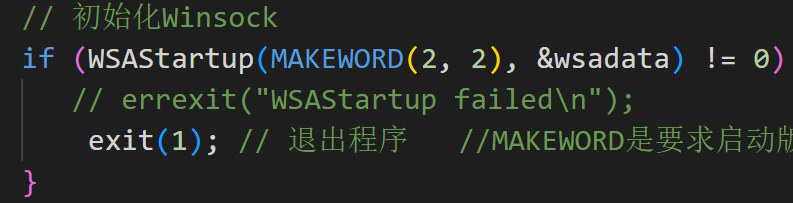 // 初始化Winsock
if (WSAStartup(MAKEWORD(2, 2), &wsadata) != 0)
// errexit("WSAStartup failed\n");
exit(1); // 退出程序 //MAKEWORD是要求启动版
}